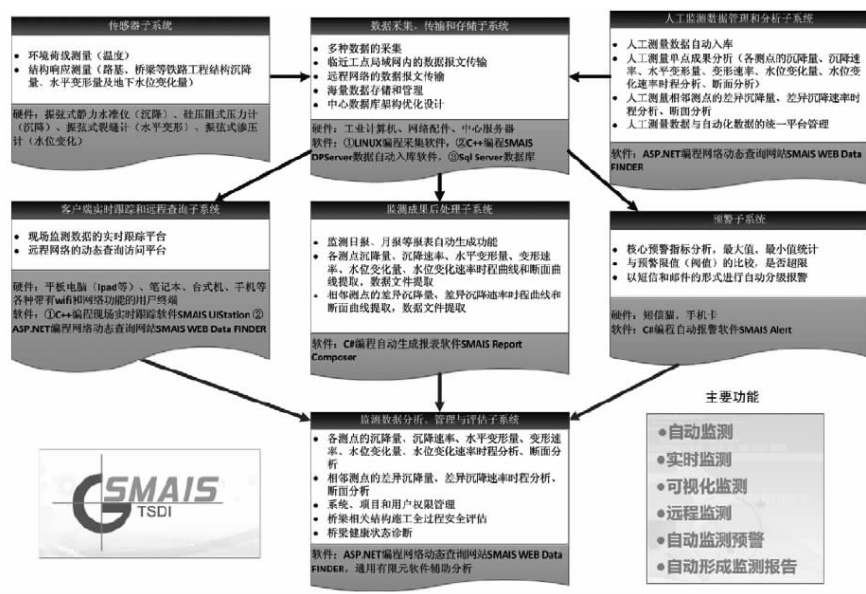 传感器子系统
• 环境荷载测量（温度）
• 结构响应测量（路基、桥梁等铁路工程结构沉降
量、水平变形量及地下水位变化量）
硬件：振弦式静力水准仪（沉降）、硅压阻式压力计
（沉降）、振弦式裂缝计（水平变形）、振弦式渗压
计（水位变化）
数据采集、传输和存储子系统
• 多种数据的采集
• 临近工点局域网内的数据报文传输
• 远程网络的数据报文传输
• 海量数据存储和管理
• 中心数据库架构优化设计
硬件：工业计算机、网络配件、中心服务器
软件：①LINUX编程采集软件，②C++编程SMAIS
DPServer数据自动入库软件，③Sql Server数据库
人工监测数据管理和分析子系统
• 人工测量数据自动入库
• 人工测量单点成果分析（各测点的沉降量、沉降速
率、水平变形量、变形速率、水位变化量、水位变
化速率时程分析、断面分析）
• 人工测量相邻测点的差异沉降量、差异沉降速率时
程分析、断面分析
• 人工测量数据与自动化数据的统一平台管理
软件：ASP.NET编程网络动态查询网站SMAIS WEB Data
FINDER
客户端实时跟踪和远程查询子系统
• 现场监测数据的实时跟踪平台
• 远程网络的动态查询访问平台
硬件：平板电脑（Ipad等）、笔记本、台式机、手机等
各种带有wifi和网络功能的用户终端
软件：①C++编程现场实时跟踪软件SMAIS UIStation ②
ASP.NET编程网络动态查询网站SMAIS WEB Data FINDER
监测成果后处理子系统
• 监测日报、月报等报表自动生成功能
• 各测点沉降量、沉降速率、水平变形量、变形速
率、水位变化量、水位变化速率时程曲线和断面曲
线提取，数据文件提取
• 相邻测点的差异沉降量、差异沉降速率时程曲线和
断面曲线提取，数据文件提取
软件：C#编程自动生成报表软件SMAIS Report
Composer
预警子系统
• 核心预警指标分析，最大值、最小值统计
• 与预警限值（阀值）的比较，是否超限
• 以短信和邮件的形式进行自动分级报警
硬件：短信猫，手机卡
软件：C#编程自动报警软件SMAIS Alert
监测数据分析、管理与评估子系统
• 各测点的沉降量、沉降速率、水平变形量、变形速
率、水位变化量、水位变化速率时程分析、断面分
析
• 相邻测点的差异沉降量、差异沉降速率时程分析、
断面分析
• 系统、项目和用户权限管理
• 桥梁相关结构施工全过程安全评估
• 桥梁健康状态诊断
软件：ASP.NET编程网络动态查询网站SMAIS WEB Data
FINDER，通用有限元软件辅助分析
GSMAIS
TSDI
主要功能
•自动监测
•实时监测
•可视化监测
•远程监测
•自动监测预警
•自动形成监测报告